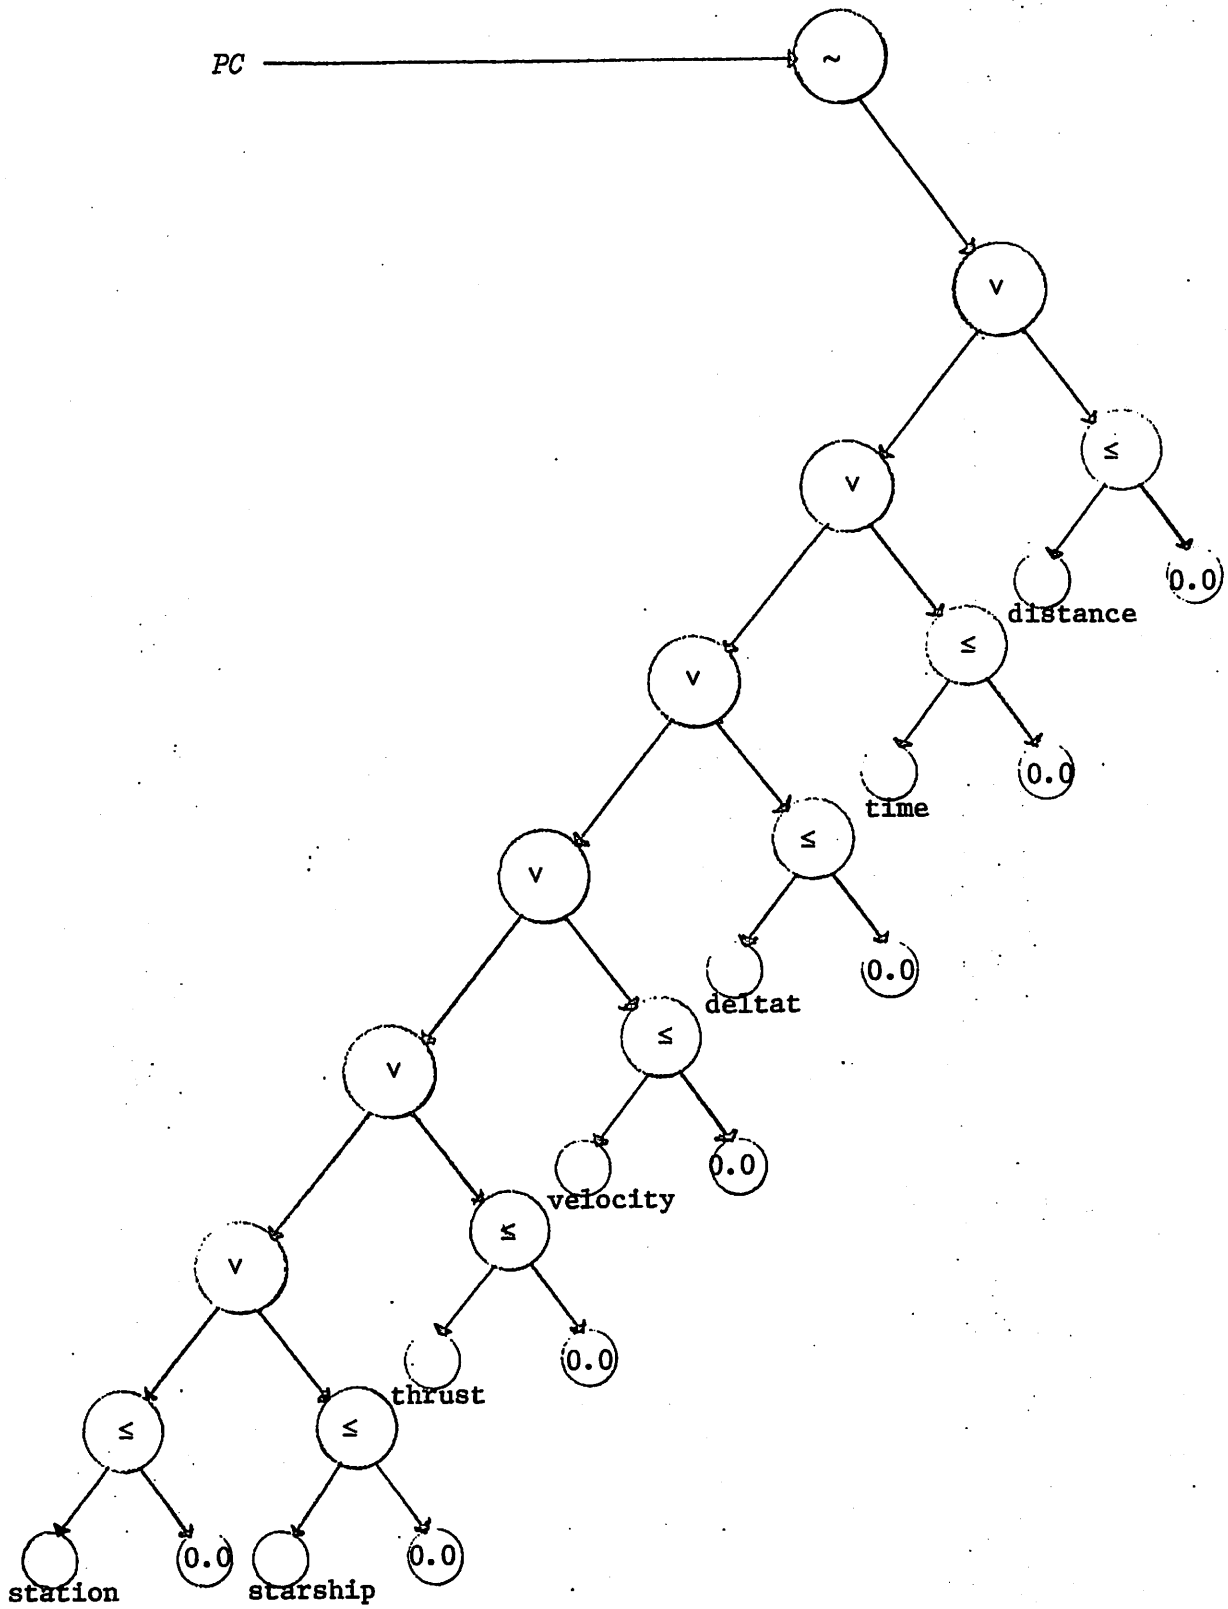 PC ~
∨
≤
∨
distance 0.0
≤
∨
time 0.0
≤
∨
deltat 0.0
≤
∨
velocity 0.0
≤
∨
thrust 0.0
≤ ≤
station 0.0 starship 0.0